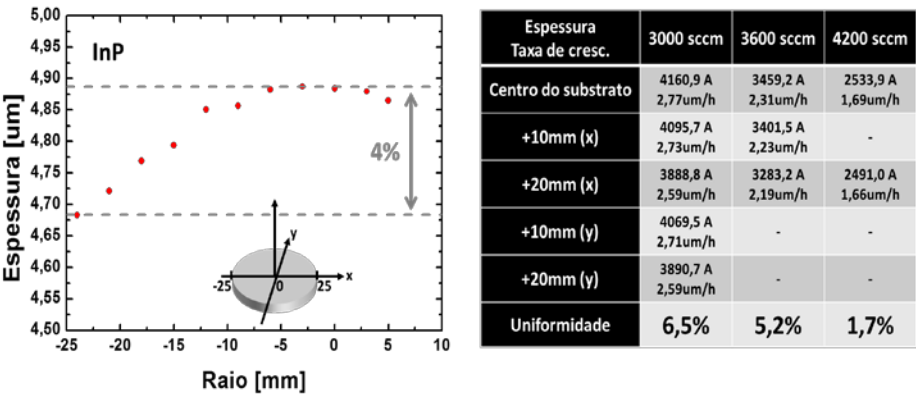 5,00
4,95
4,90
4,85
4,80
4,75
4,70
4,65
4,60
4,55
4,50
Espessura [um]
InP
4%
y
x
-25
0
25
-25
-20
-15
-10
-5
0
5
10
Raio [mm]
Espessura
Taxa de cresc.
3000 sccm
3600 sccm
4200 sccm
Centro do substrato
4160,9 A
2,77um/h
3459,2 A
2,31um/h
2533,9 A
1,69um/h
+10mm (x)
4095,7 A
2,73um/h
3401,5 A
2,23um/h
-
+20mm (x)
3888,8 A
2,59um/h
3283,2 A
2,19um/h
2491,0 A
1,66um/h
+10mm (y)
4069,5 A
2,71um/h
-
-
+20mm (y)
3890,7 A
2,59um/h
-
-
Uniformidade
6,5%
5,2%
1,7%